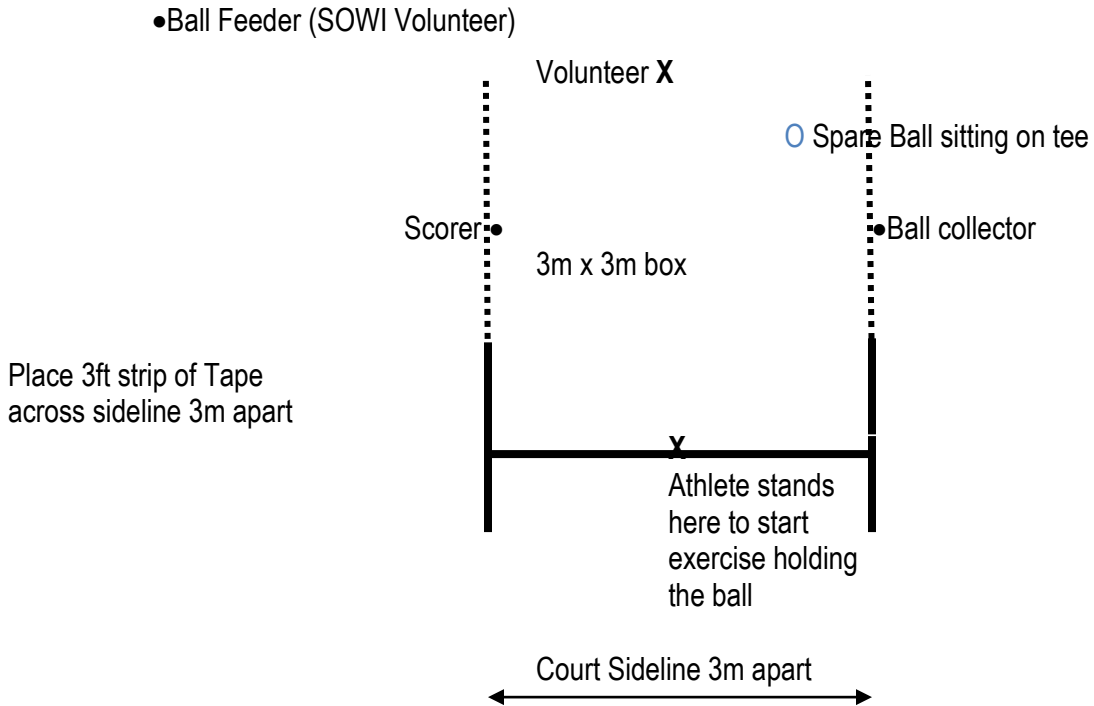 •Ball Feeder (SOWI Volunteer)
Volunteer X
O Spare Ball sitting on tee
Scorer•
•Ball collector
3m x 3m box
Place 3ft strip of Tape
across sideline 3m apart
X
Athlete stands
here to start
exercise holding
the ball
Court Sideline 3m apart